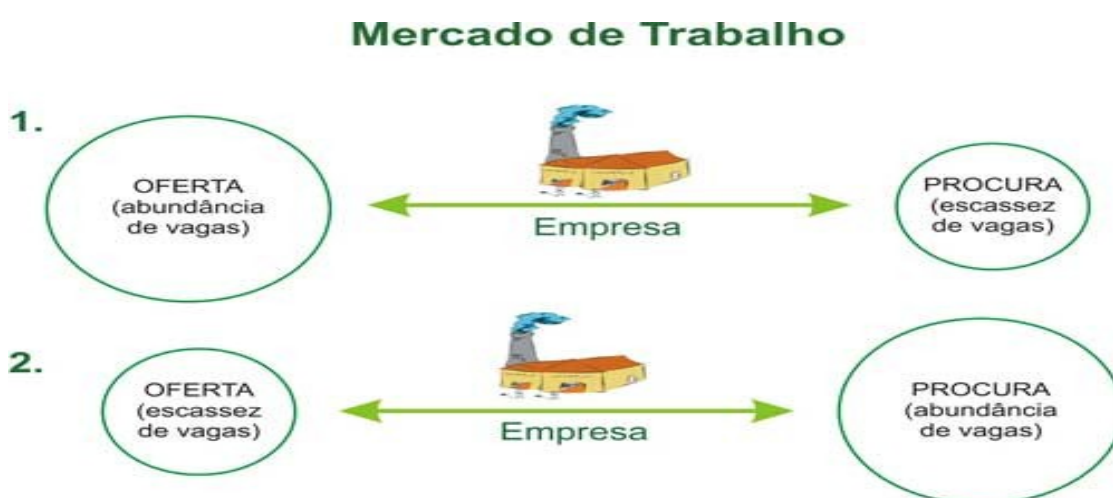 Mercado de Trabalho
1.
OFERTA
(abundância
de vagas)
Empresa
PROCURA
(escassez
de vagas)
2.
OFERTA
(escassez
de vagas)
Empresa
PROCURA
(abundância
de vagas)